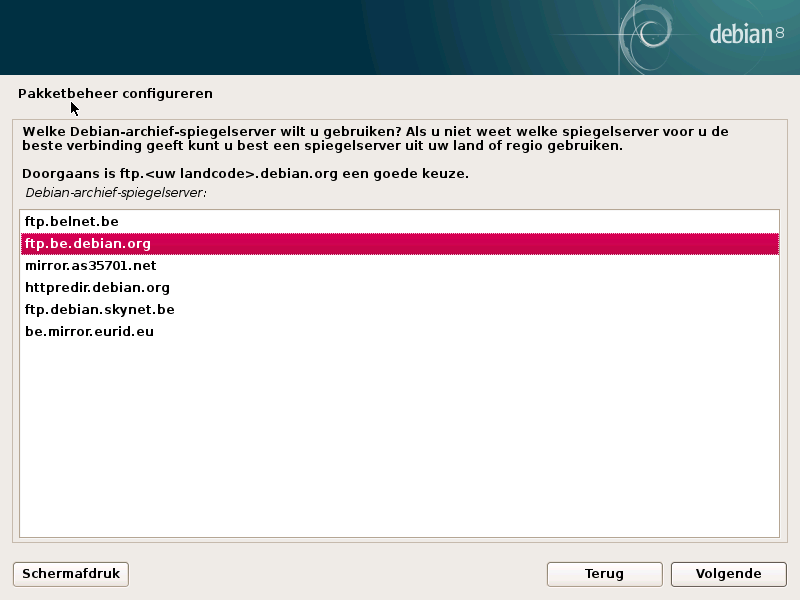 debian 8
Pakketbeheer configureren
Welke Debian-archief-spiegelserver wilt u gebruiken? Als u niet weet welke spiegelserver voor u de
beste verbinding geeft kunt u best een spiegelserver uit uw land of regio gebruiken.
Doorgaans is ftp.<uw landcode>.debian.org een goede keuze.
Debian-archief-spiegelserver:
ftp.belnet.be
ftp.be.debian.org
mirror.as35701.net
httpredir.debian.org
ftp.debian.skynet.be
be.mirror.eurid.eu
Schermafdruk
Terug
Volgende